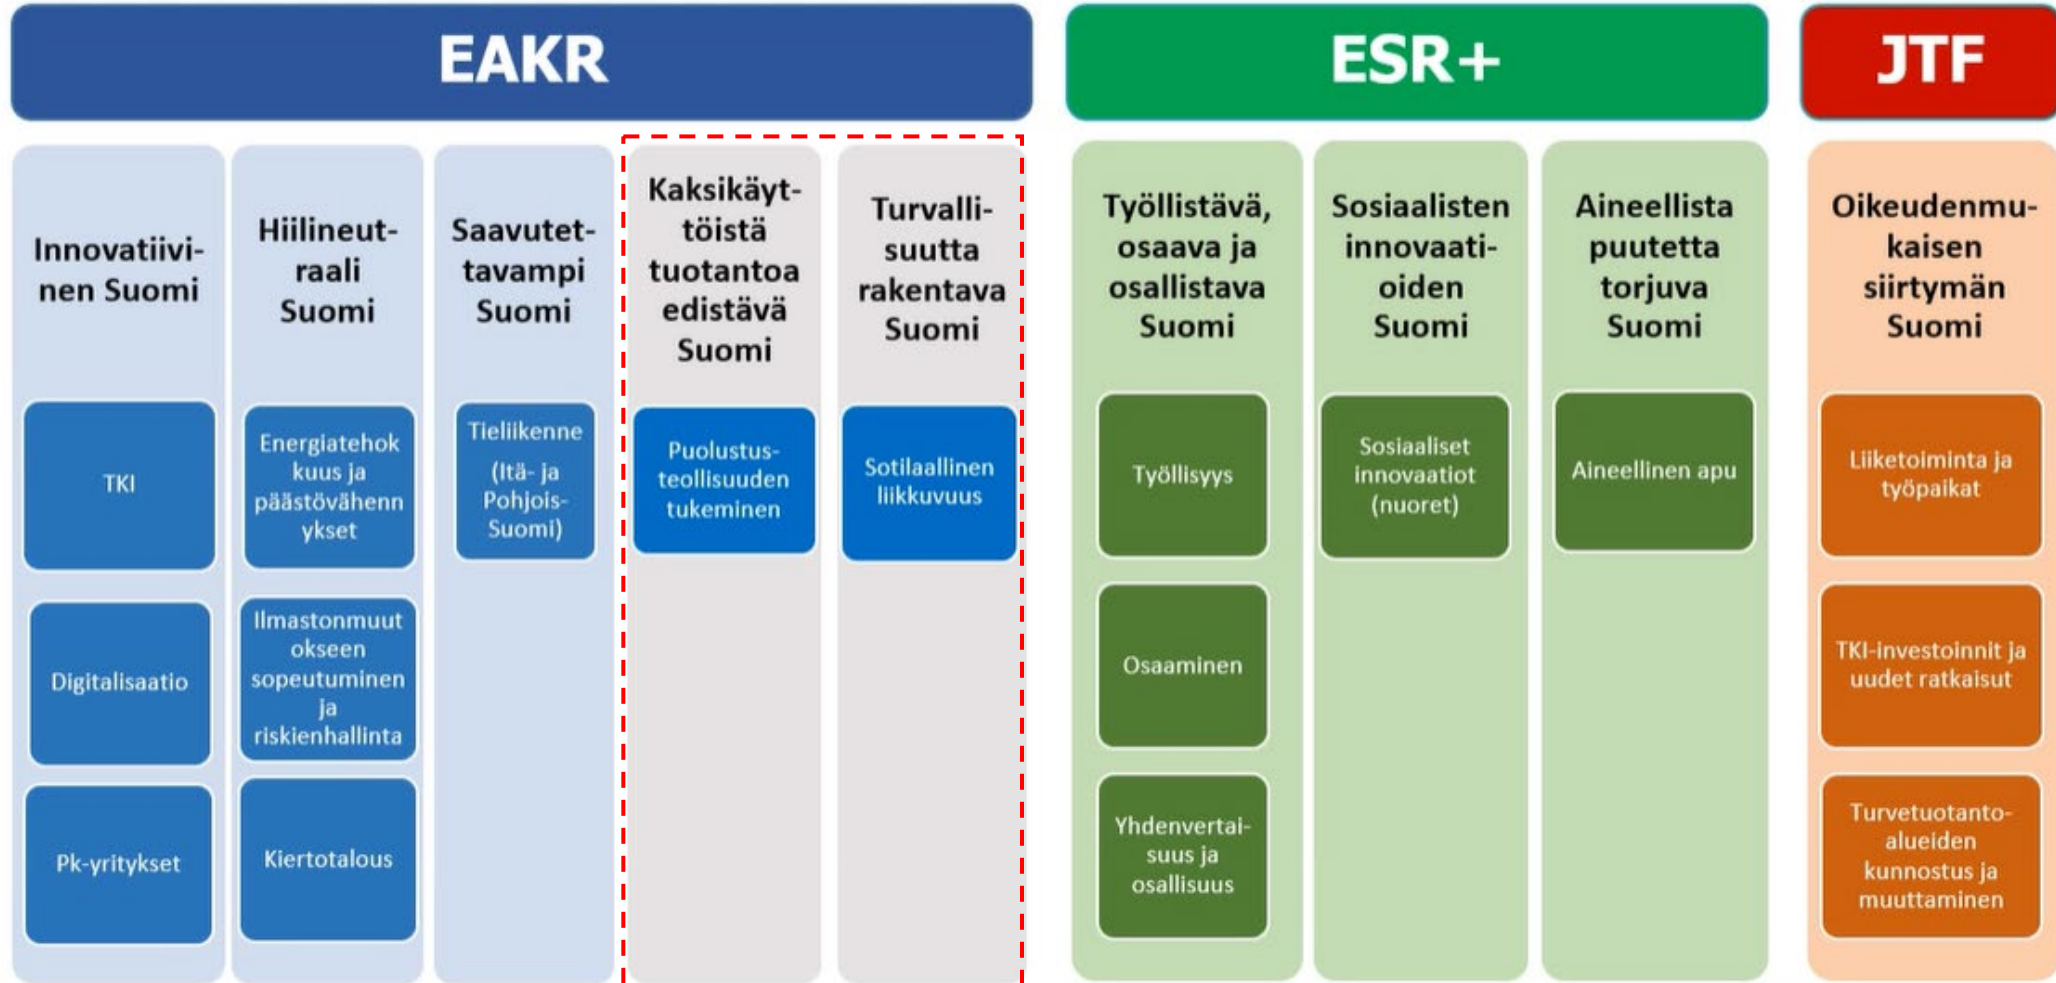 EAKR
ESR+
JTF
Innovatiivi-
nen Suomi
Hiilineut-
raali
Suomi
Saavutet-
tavampi
Suomi
Kaksikäyt-
töistä
tuotantoa
edistävä
Suomi
Turvalli-
suutta
rakentava
Suomi
Työllistävä,
osaava ja
osallistava
Suomi
Sosiaalisten
innovaati-
oiden
Suomi
Aineellista
puutetta
torjuva
Suomi
Oikeudenmu-
kaisen
siirtymän
Suomi
TKI
Energiatehok
kuus ja
päästövähenn
ykset
Tieliikenne
(Itä- ja
Pohjois-
Suomi)
Puolustus-
teollisuuden
tukeminen
Sotilaallinen
liikkuvuus
Työllisyys
Sosiaaliset
innovaatiot
(nuoret)
Aineellinen apu
Liiketoiminta ja
työpaikat
Digitalisaatio
Ilmastonmuut
okseen
sopeutuminen
ja
riskienhallinta
Osaaminen
TKI-investoinnit ja
uudet ratkaisut
Pk-yritykset
Kiertotalous
Yhdenvertai-
suus ja
osallisuus
Turvetuotanto-
alueiden
kunnostus ja
muuttaminen